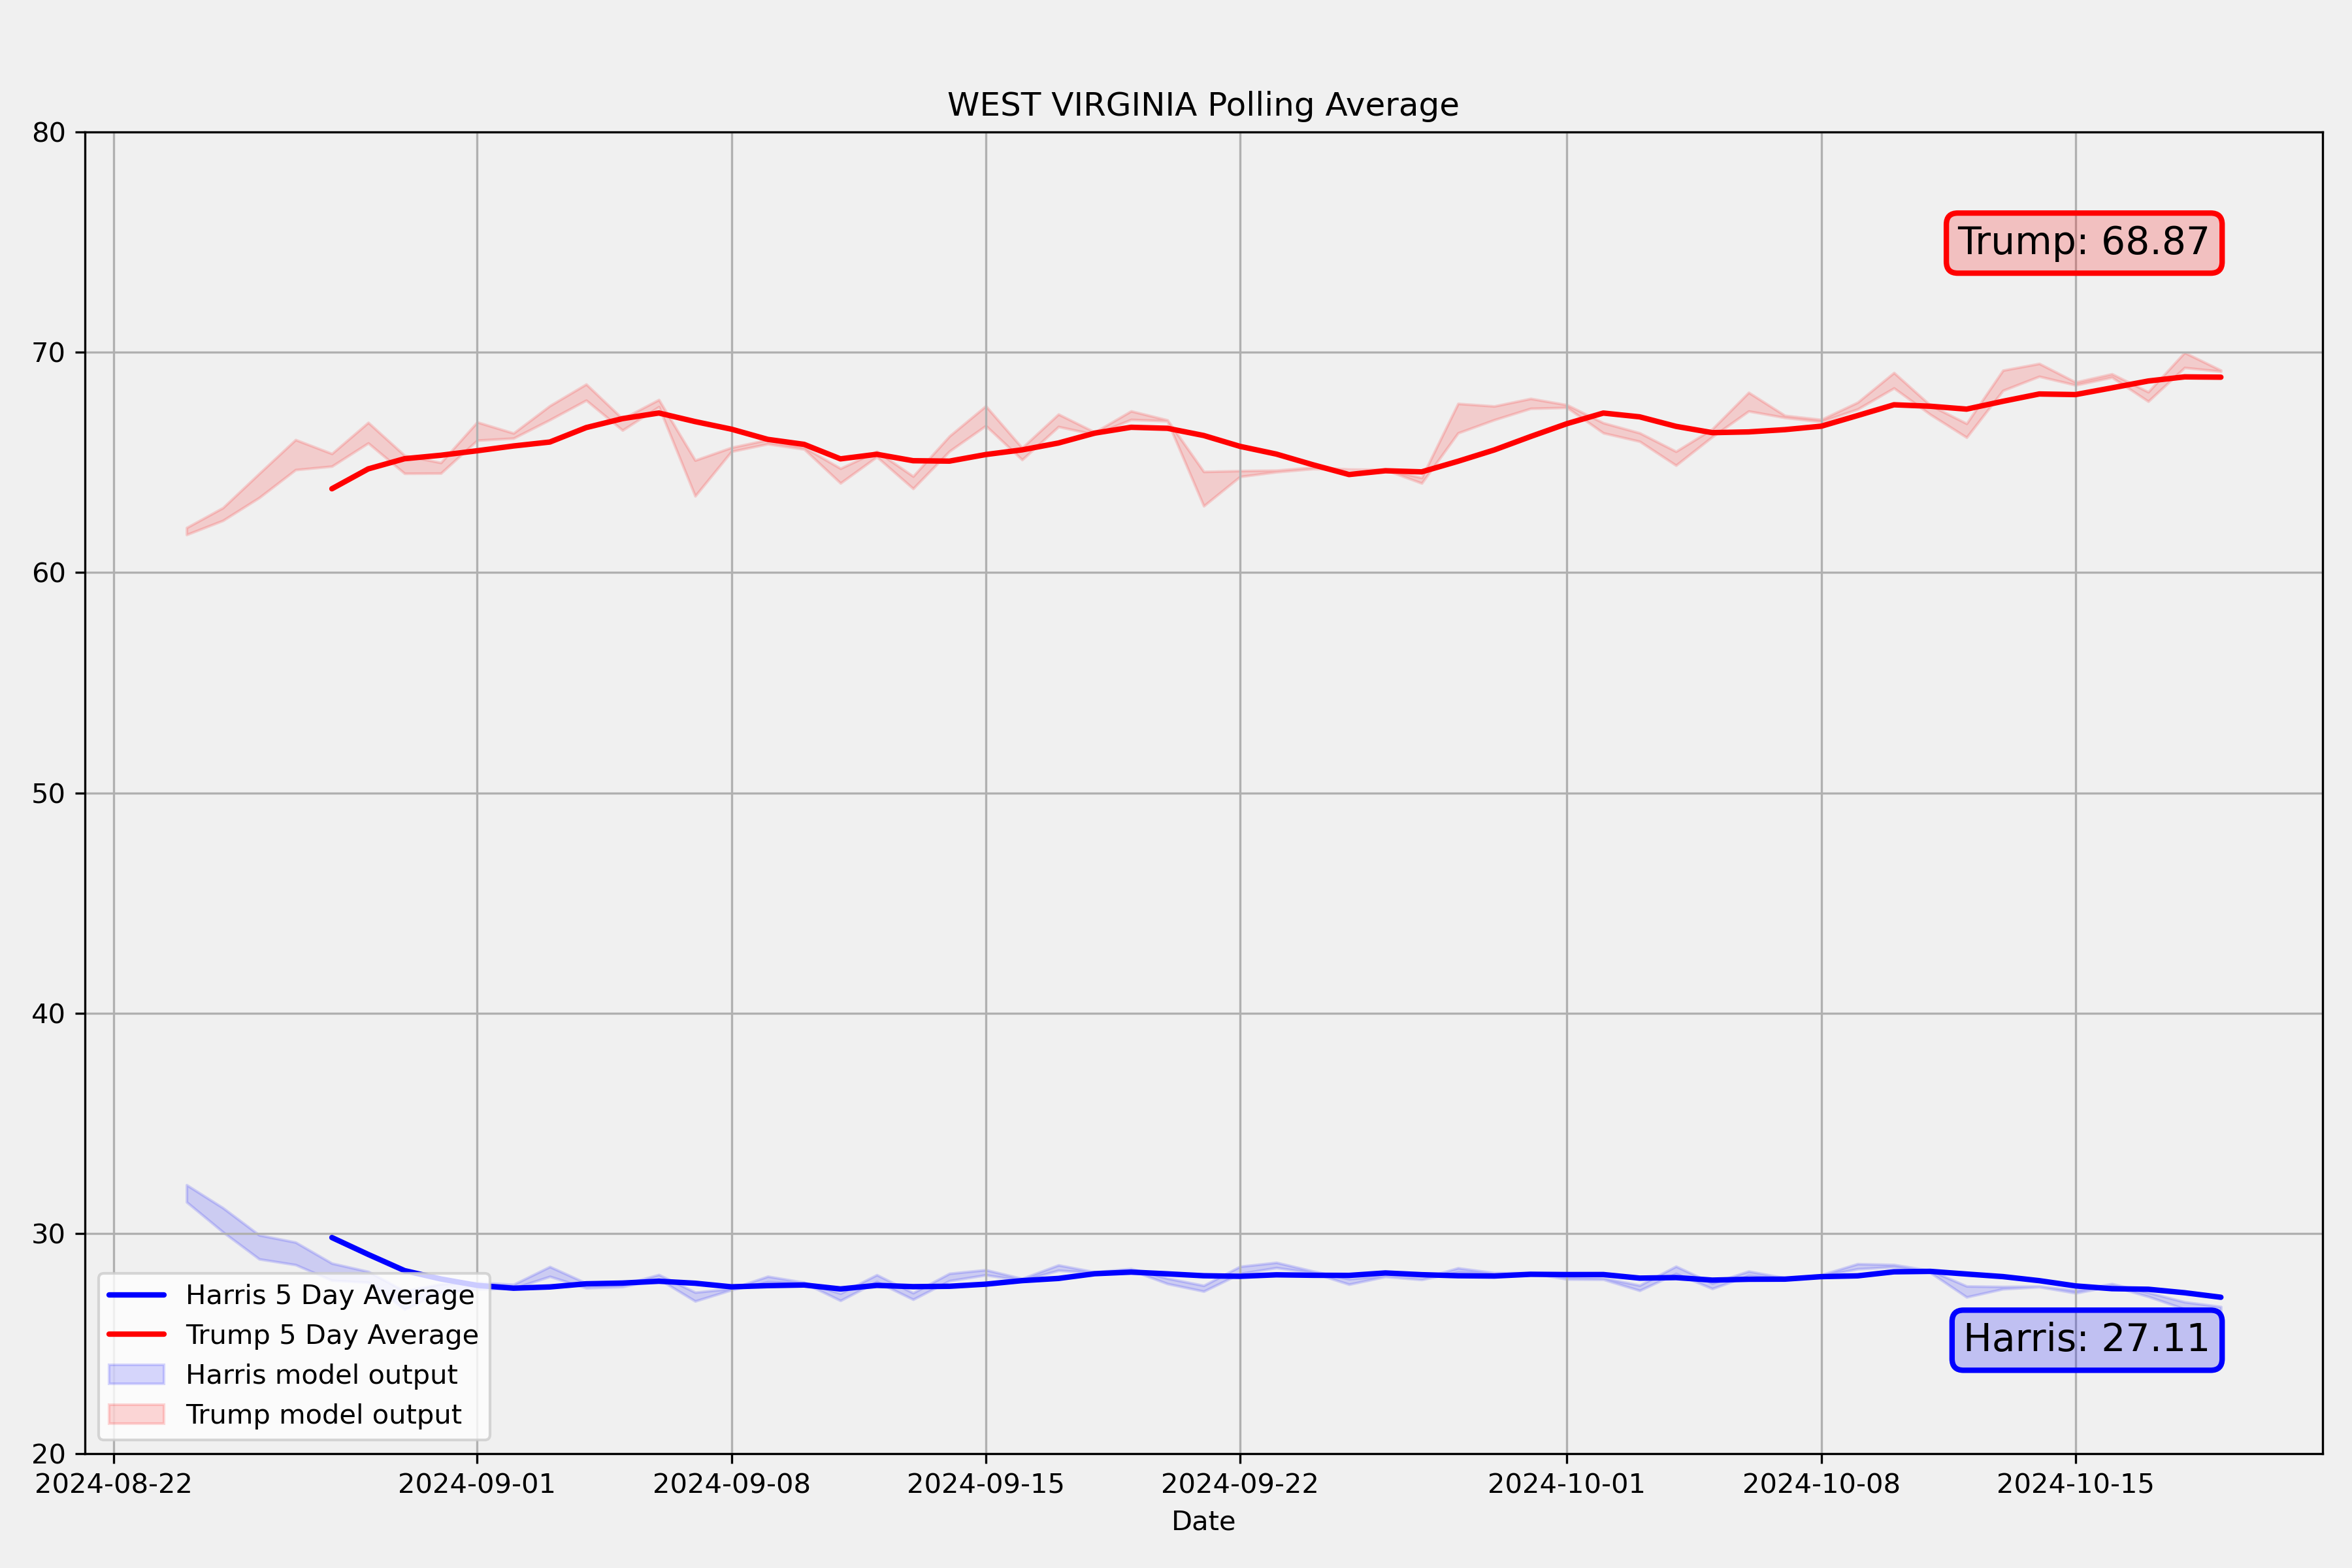 WEST VIRGINIA Polling Average
80
70
60
50
40
30
20
Trump: 68.87
Harris: 27.11
Harris 5 Day Average
Trump 5 Day Average
Harris model output
Trump model output
2024-08-22 2024-09-01 2024-09-08 2024-09-15 2024-09-22 2024-10-01 2024-10-08 2024-10-15
Date